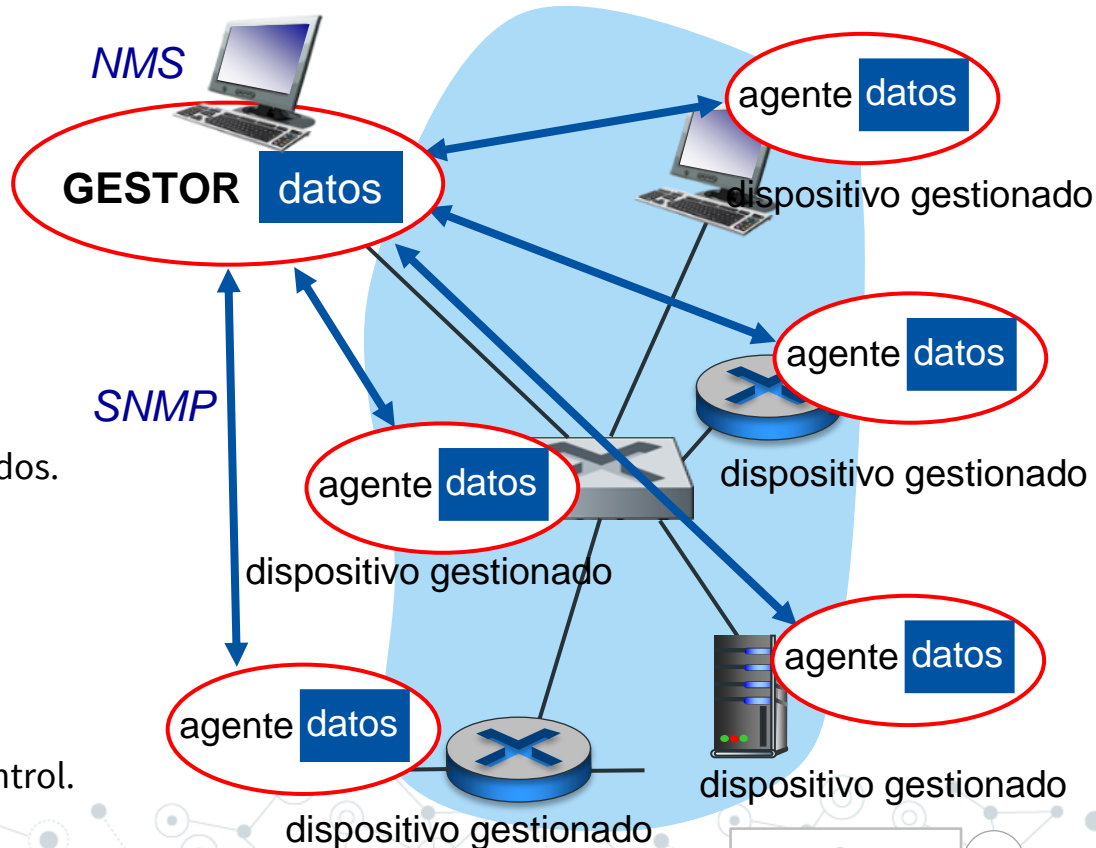 NMS
GESTOR datos
agente datos
dispositivo gestionado
agente datos
dispositivo gestionado
SNMP
dos.
agente datos
dispositivo gestionado
agente datos
dispositivo gestionado
agente datos
ntrol.
dispositivo gestionado